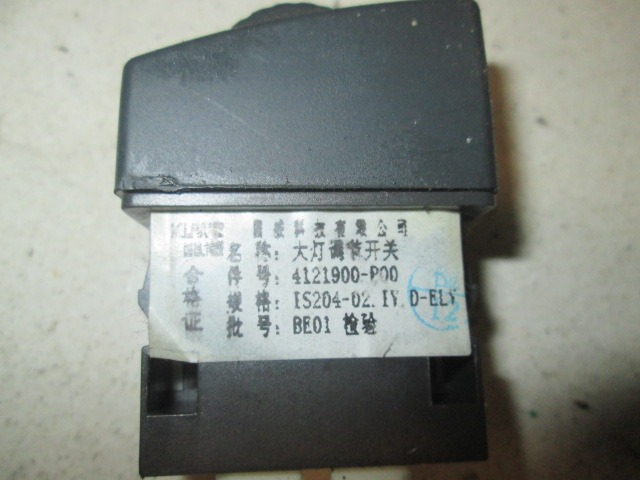 科技有限公司
名 称: 大灯调节开关
合 件 号: 4121900-P00
格 规 格: IS204-02.IV.D-ELV
证 批 号: BE01 检验